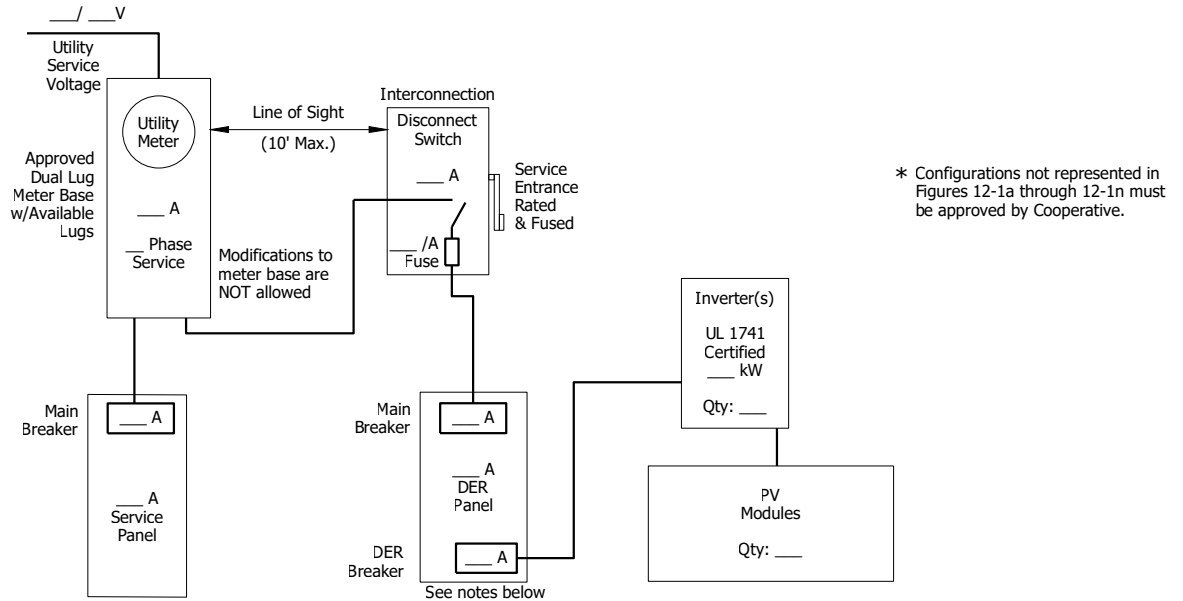 ___/ ___V
Utility
Service
Voltage
Utility
Meter
Approved
Dual Lug
Meter Base
w/Available
Lugs
___ A
__ Phase
Service
Line of Sight
(10' Max.)
Modifications to
meter base are
NOT allowed
Interconnection
Disconnect
Switch
___ A
___ /A
Fuse
Service
Entrance
Rated
& Fused
* Configurations not represented in
Figures 12-1a through 12-1n must
be approved by Cooperative.
Inverter(s)
UL 1741
Certified
___ kW
Qty: ___
Main
Breaker
___ A
___ A
Service
Panel
Main
Breaker
___ A
___ A
DER
Panel
DER
Breaker
___ A
See notes below
PV
Modules
Qty: ___